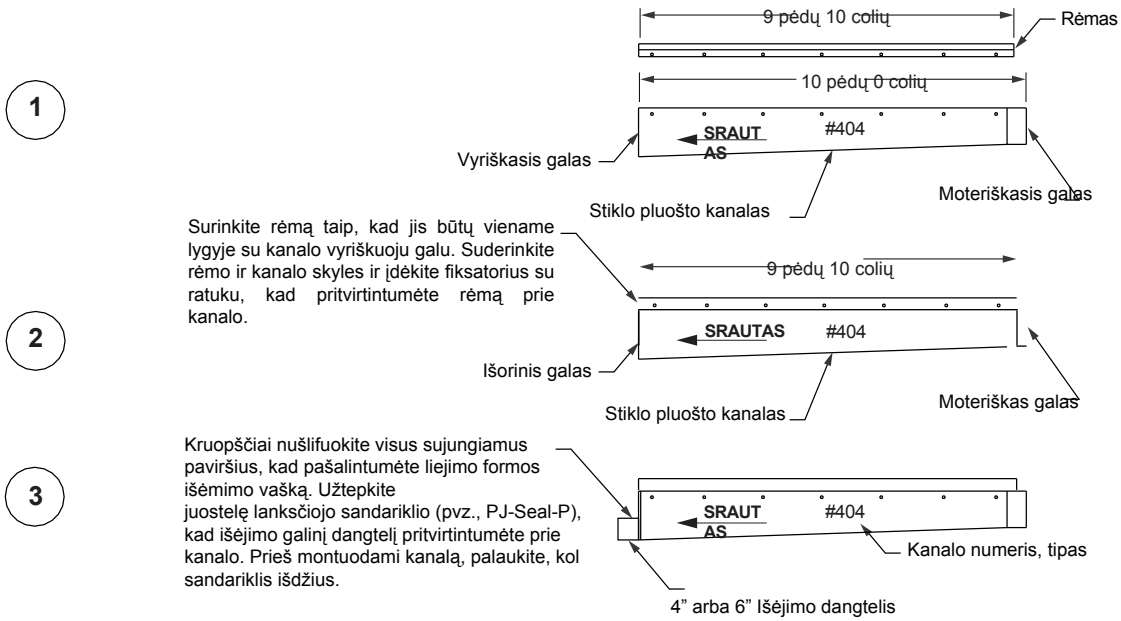 9 pėdų 10 colių
Rėmas
10 pėdų 0 colių
1
SRAUT
AS
#404
Vyriškasis galas
Moteriškasis galas
Stiklo pluošto kanalas
Surinkite rėmą taip, kad jis būtų viename
lygyje su kanalo vyriškuoju galu. Suderinkite
rėmo ir kanalo skyles ir įdėkite fiksatorius su
ratuku, kad pritvirtintumėte rėmą prie
kanalo.
9 pėdų 10 colių
2
SRAUTAS
#404
Išorinis galas
Moteriškas galas
Stiklo pluošto kanalas
Kruopščiai nušlifuokite visus sujungiamus
paviršius, kad pašalintumėte liejimo formos
išėmimo vašką. Užtepkite
juostelę lanksčiojo sandariklio (pvz., PJ-Seal-P),
kad išėjimo galinį dangtelį pritvirtintumėte prie
kanalo. Prieš montuodami kanalą, palaukite, kol
sandariklis išdžius.
3
SRAUT
AS
#404
Kanalo numeris, tipas
4” arba 6” Išėjimo dangtelis